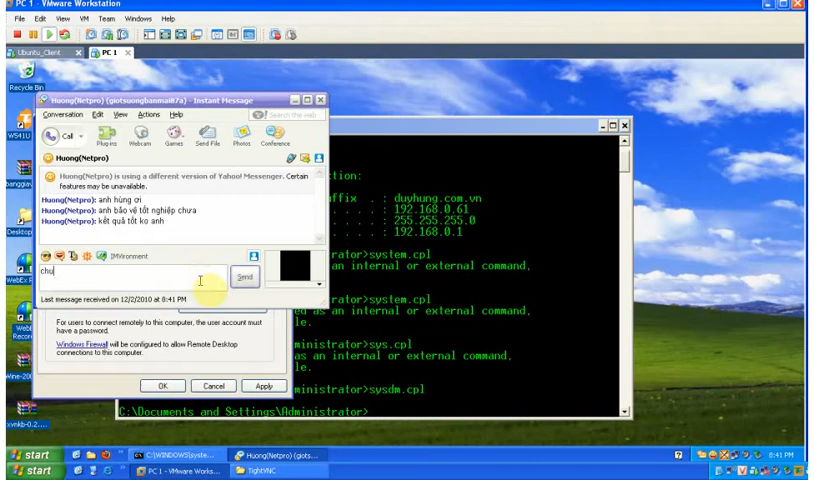 PC 1 - VMware Workstation
File Edit View VM Team Windows Help
Ubuntu_Client PC 1
Recycle Bin
Huong(Netpro) (giotsuongbanmai87a) - Instant Message
Conversation Edit View Actions Help
Search the web
Call Plug-ins Webcam Games Send File Photos Conference
Huong(Netpro)
Huong(Netpro) is using a different version of Yahoo! Messenger. Certain
features may be unavailable.
Huong(Netpro): anh hùng ơi
Huong(Netpro): anh bảo vệ tốt nghiệp chưa
Huong(Netpro): kết quả tốt ko anh
IMVironment
chu
Send
Last message received on 12/2/2010 at 8:41 PM
For users to connect remotely to this computer, the user account must
have a password.
Windows Firewall will be configured to allow Remote Desktop
connections to this computer.
OK Cancel Apply
ction:
ffix . : duyhung.com.vn
. . . . : 192.168.0.61
. . . . : 255.255.255.0
. . . . : 192.168.0.1
rator>system.cpl
an internal or external command,
trator>system.cpl
ed as an internal or external command,
le.
ministrator>sys.cpl
as an internal or external command,
le.
ministrator>sysdm.cpl
C:\Documents and Settings\Administrator>
start C:\WINDOWS\syste... Huong(Netpro) (giots... 8:41 PM
start PC 1 - VMware Works... TightVNC